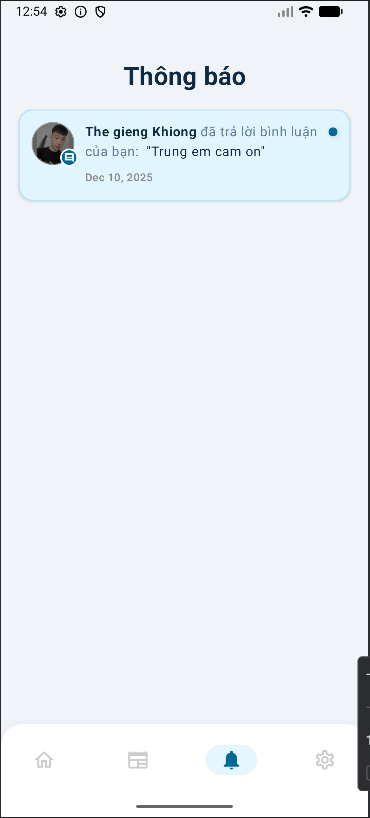 12:54
Thông báo
The gieng Khiong đã trả lời bình luận
của bạn: "Trung em cam on"
Dec 10, 2025